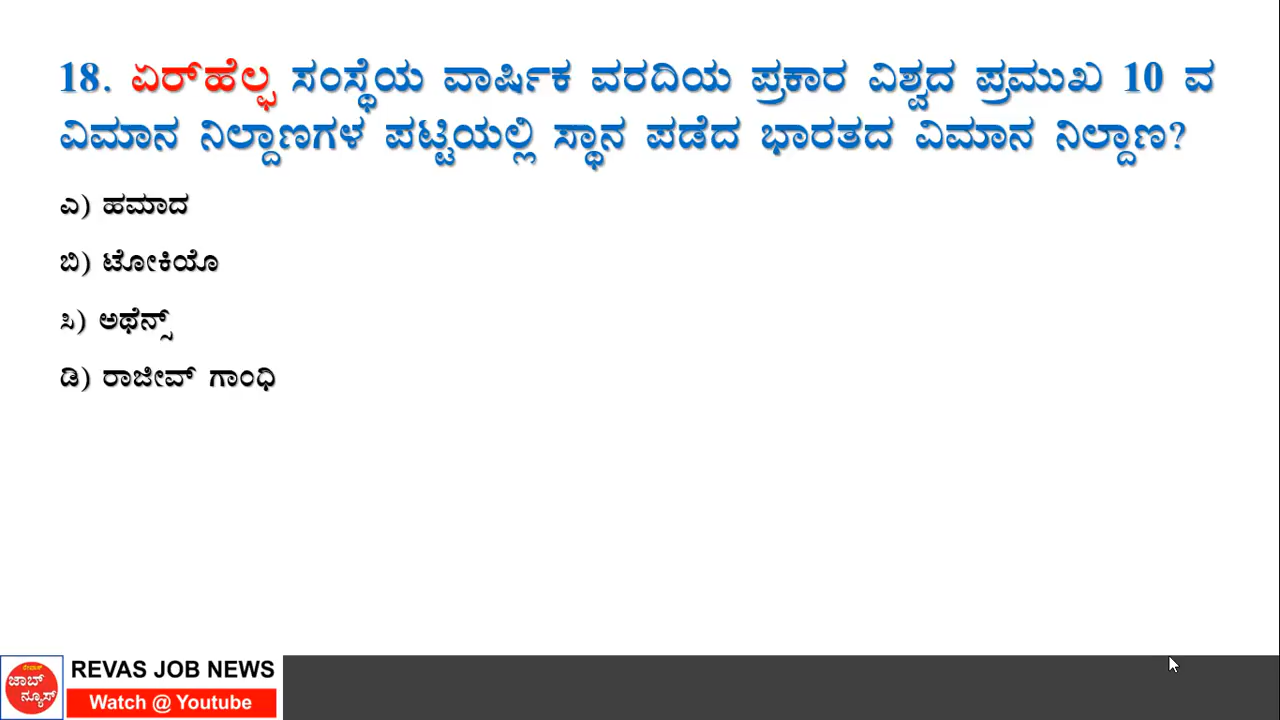 18. ಏರ್‌ಹೆಲ್ಪ ಸಂಸ್ಥೆಯ ವಾರ್ಷಿಕ ವರದಿಯ ಪ್ರಕಾರ ವಿಶ್ವದ ಪ್ರಮುಖ 10 ವ
ವಿಮಾನ ನಿಲ್ದಾಣಗಳ ಪಟ್ಟಿಯಲ್ಲಿ ಸ್ಥಾನ ಪಡೆದ ಭಾರತದ ವಿಮಾನ ನಿಲ್ದಾಣ?
ಎ) ಹಮಾದ
ಬಿ) ಟೋಕಿಯೊ
ಸಿ) ಅಥೆನ್ಸ್
ಡಿ) ರಾಜೀವ್ ಗಾಂಧಿ
ರೇವಾಸ್
ಜಾಬ್
ನ್ಯೂಸ್
REVAS JOB NEWS
Watch @ Youtube